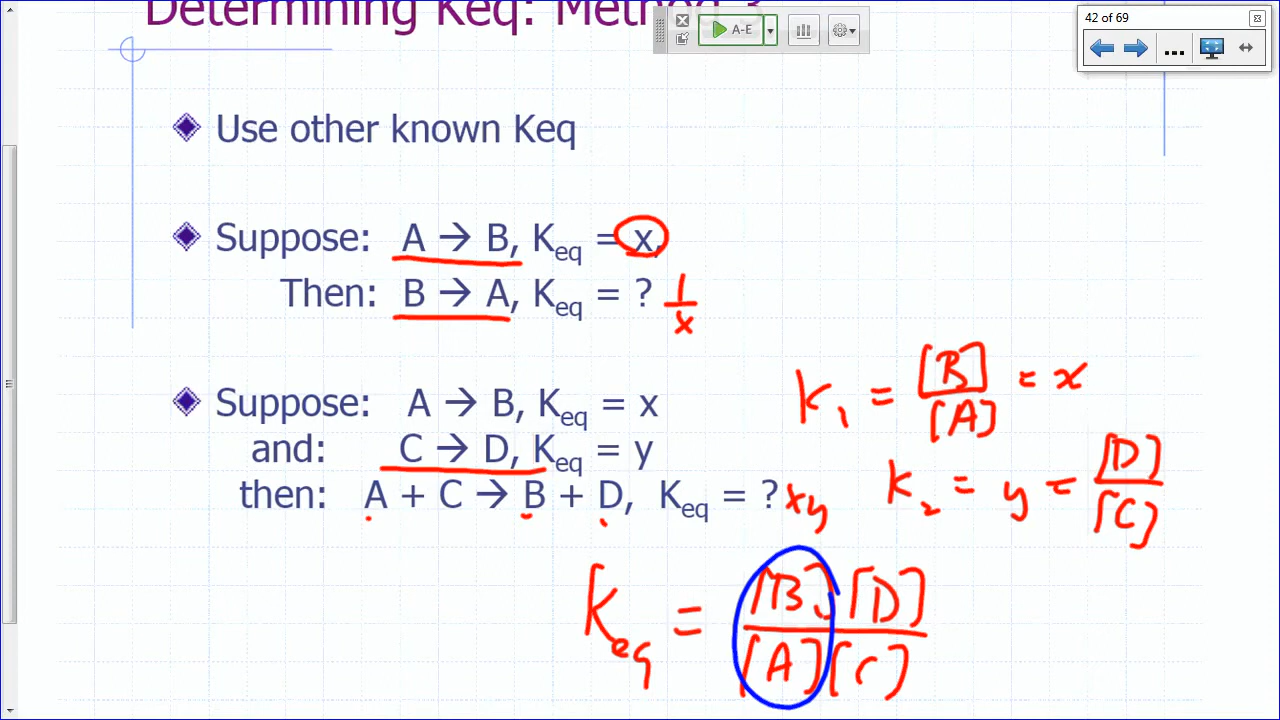 Determining Keq: Method 3
A-E
42 of 69
...
Use other known Keq
Suppose: A → B, Keq = x,
Then: B → A, Keq = ? 1/x
Suppose: A → B, Keq = x
and: C → D, Keq = y
then: A + C → B + D, Keq = ? xy
K1 = [B]/[A] = x
K2 = y = [D]/[C]
Keq = [B][D]/[A][C]